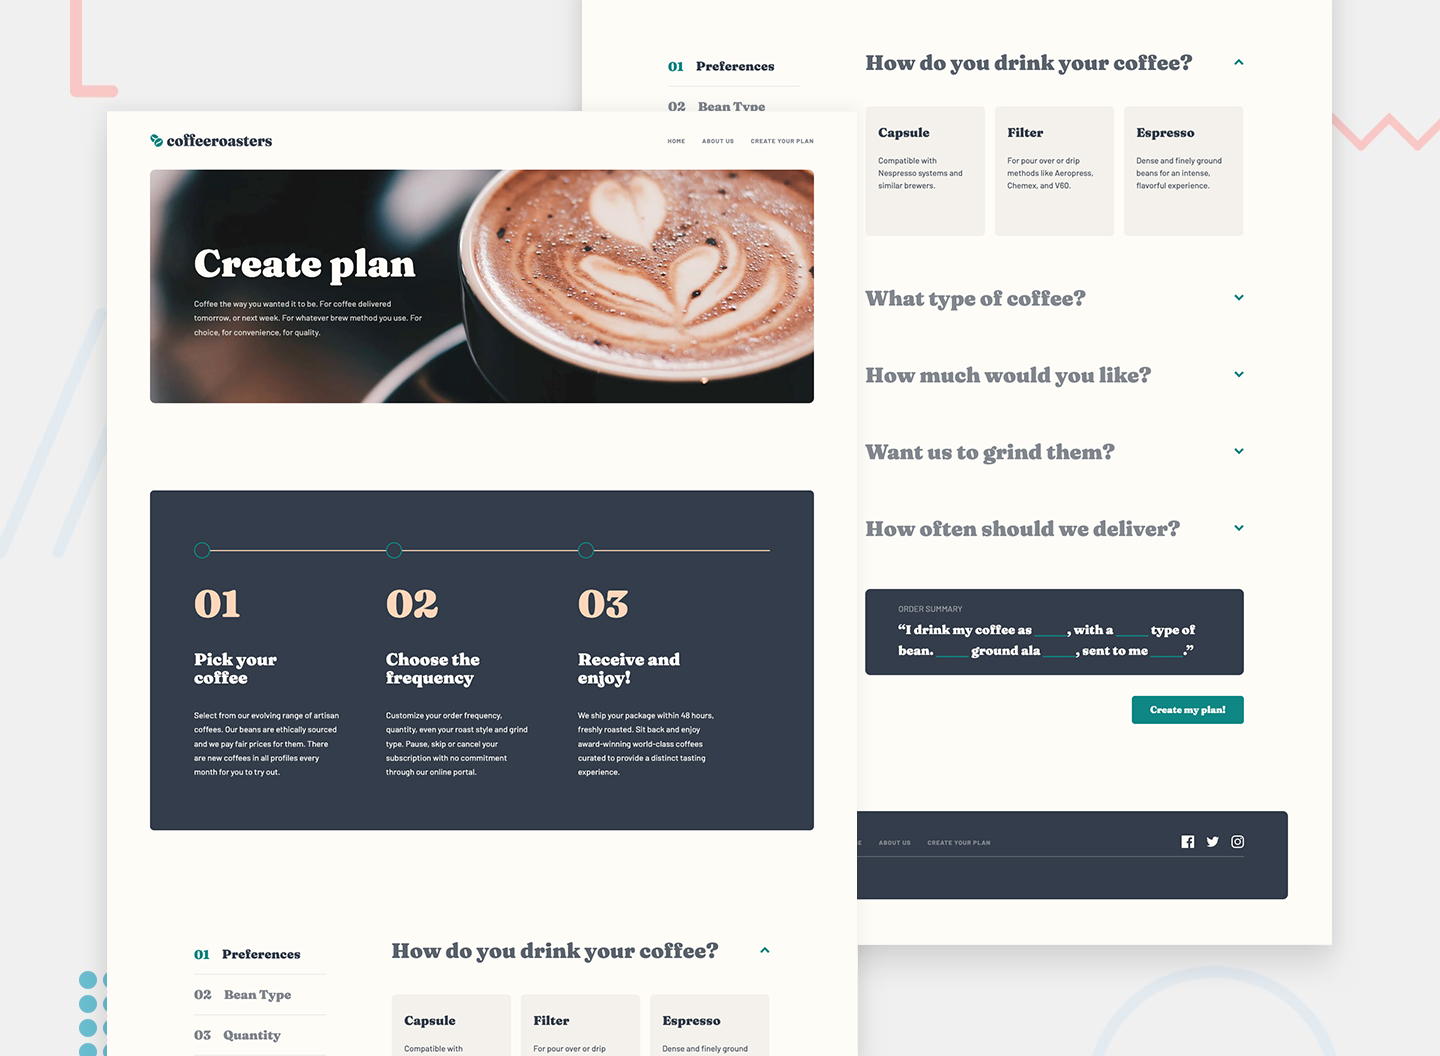 coffeeroasters
HOME ABOUT US CREATE YOUR PLAN
Create plan
Coffee the way you wanted it to be. For coffee delivered
tomorrow, or next week. For whatever brew method you use. For
choice, for convenience, for quality.
01
Pick your
coffee
Select from our evolving range of artisan
coffees. Our beans are ethically sourced
and we pay fair prices for them. There
are new coffees in all profiles every
month for you to try out.
02
Choose the
frequency
Customize your order frequency,
quantity, even your roast style and grind
type. Pause, skip or cancel your
subscription with no commitment
through our online portal.
03
Receive and
enjoy!
We ship your package within 48 hours,
freshly roasted. Sit back and enjoy
award-winning world-class coffees
curated to provide a distinct tasting
experience.
01 Preferences
02 Bean Type
03 Quantity
How do you drink your coffee?
Capsule
Compatible with
Filter
For pour over or drip
Espresso
Dense and finely ground
01 Preferences
02 Bean Type
How do you drink your coffee?
Capsule
Compatible with
Nespresso systems and
similar brewers.
Filter
For pour over or drip
methods like Aeropress,
Chemex, and V60.
Espresso
Dense and finely ground
beans for an intense,
flavorful experience.
What type of coffee?
How much would you like?
Want us to grind them?
How often should we deliver?
ORDER SUMMARY
“I drink my coffee as _____, with a _____ type of
bean. _____ ground ala _____, sent to me _____.”
Create my plan!
E ABOUT US CREATE YOUR PLAN